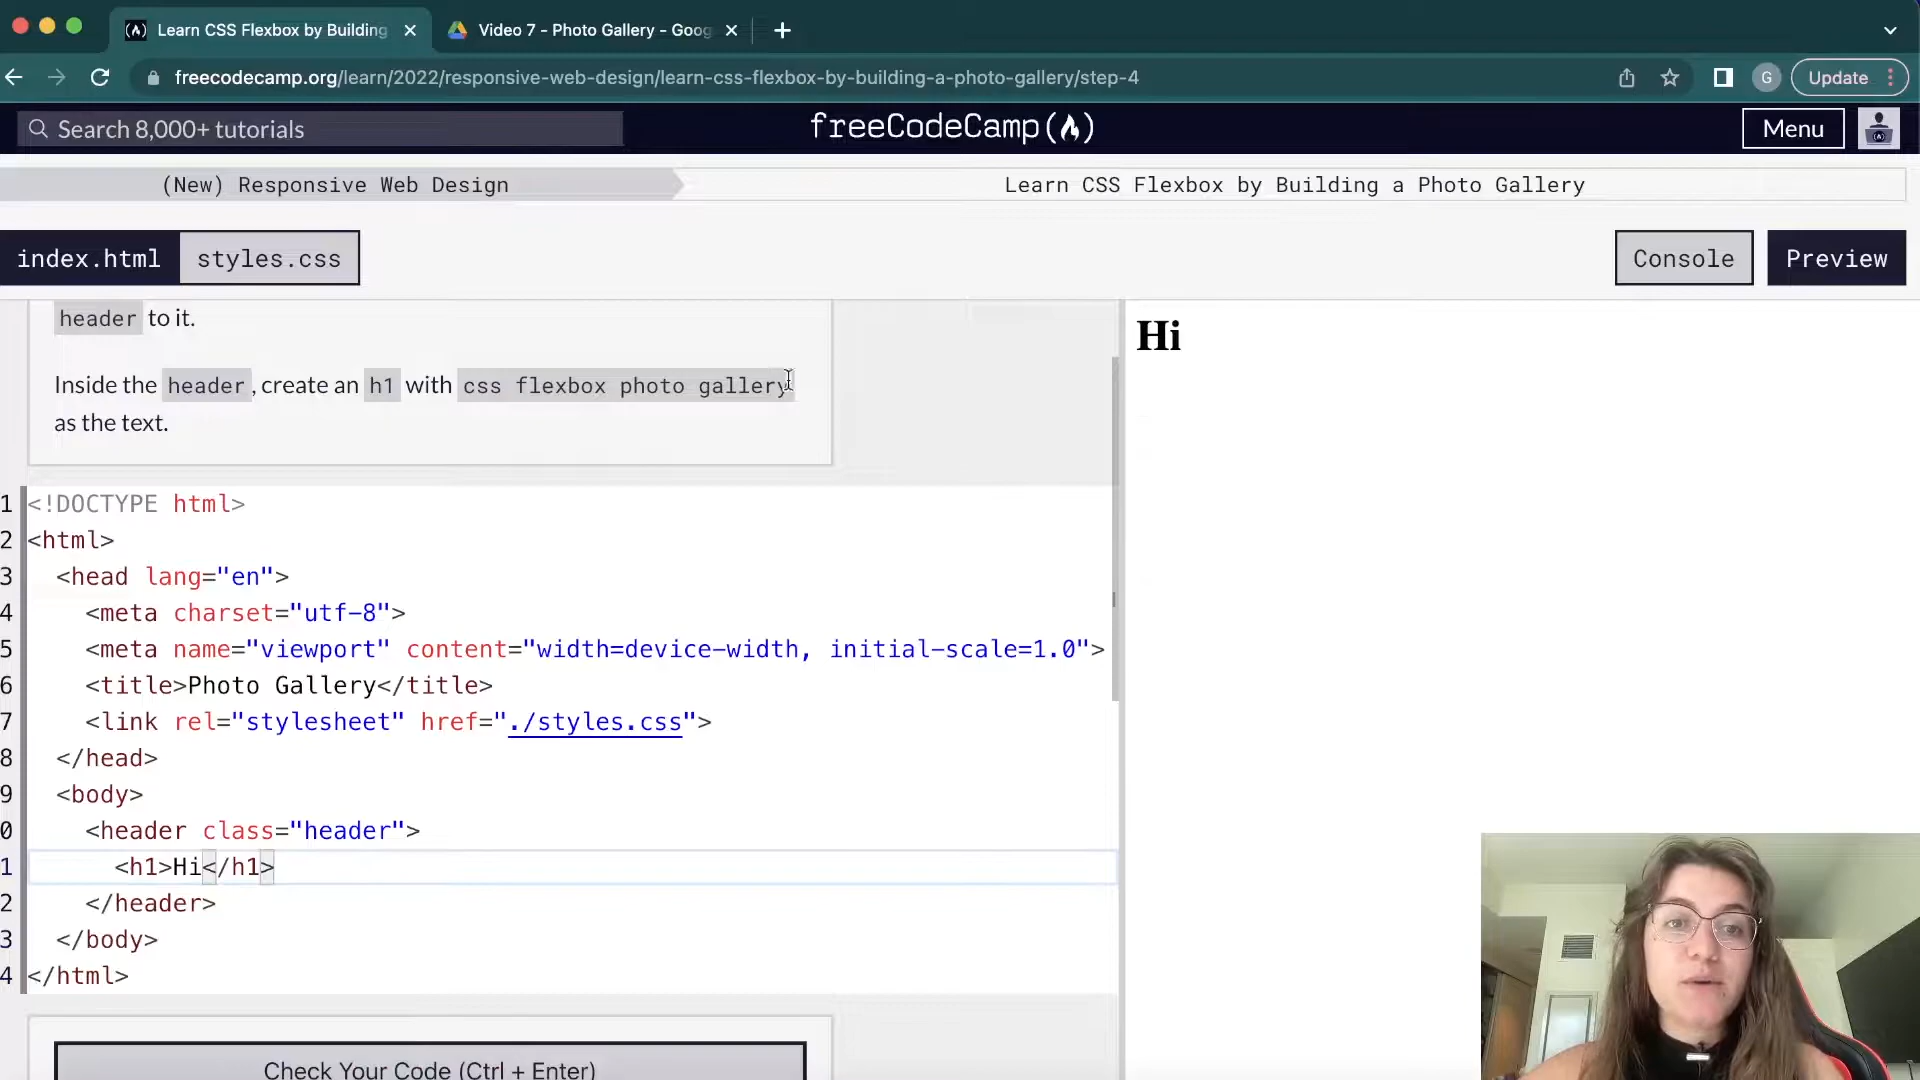 Learn CSS Flexbox by Building
Video 7 - Photo Gallery - Goog
freecodecamp.org/learn/2022/responsive-web-design/learn-css-flexbox-by-building-a-photo-gallery/step-4
G
Update
Search 8,000+ tutorials
freeCodeCamp
Menu
(New) Responsive Web Design
Learn CSS Flexbox by Building a Photo Gallery
index.html
styles.css
Console
Preview
header to it.
Inside the header, create an h1 with css flexbox photo gallery
as the text.
1 <!DOCTYPE html>
2 <html>
3 <head lang="en">
4 <meta charset="utf-8">
5 <meta name="viewport" content="width=device-width, initial-scale=1.0">
6 <title>Photo Gallery</title>
7 <link rel="stylesheet" href="./styles.css">
8 </head>
9 <body>
0 <header class="header">
1 <h1>Hi</h1>
2 </header>
3 </body>
4 </html>
Check Your Code (Ctrl + Enter)
Hi